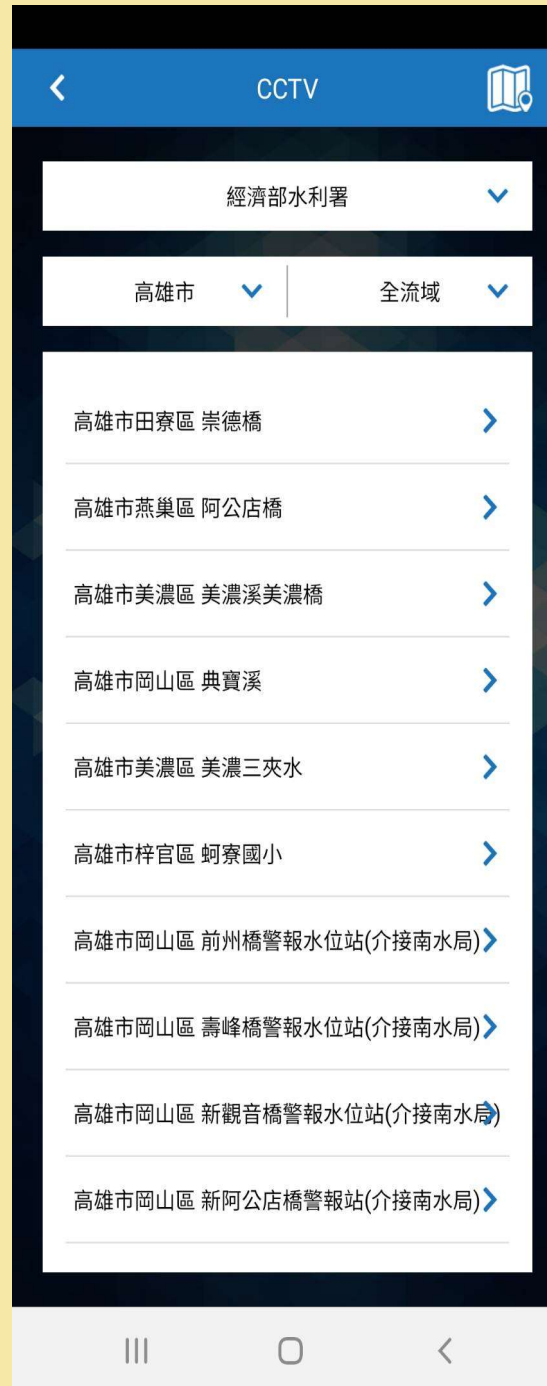 CCTV
經濟部水利署
高雄市 全流域
高雄市田寮區 崇德橋
高雄市燕巢區 阿公店橋
高雄市美濃區 美濃溪美濃橋
高雄市岡山區 典寶溪
高雄市美濃區 美濃三夾水
高雄市梓官區 蚵寮國小
高雄市岡山區 前州橋警報水位站(介接南水局)
高雄市岡山區 壽峰橋警報水位站(介接南水局)
高雄市岡山區 新觀音橋警報水位站(介接南水局)
高雄市岡山區 新阿公店橋警報站(介接南水局)